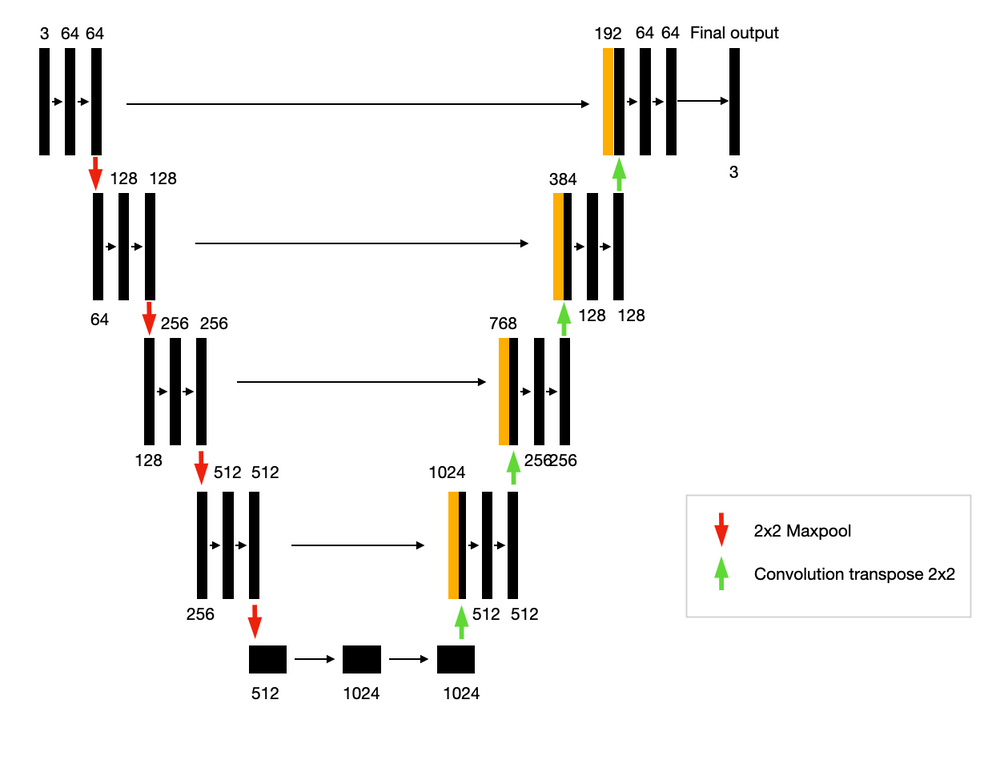 3 64 64
192 64 64 Final output
3
128 128
384
64
128 128
256 256
768
128
256 256
512 512
1024
256
512 512
512 1024 1024
2x2 Maxpool
Convolution transpose 2x2